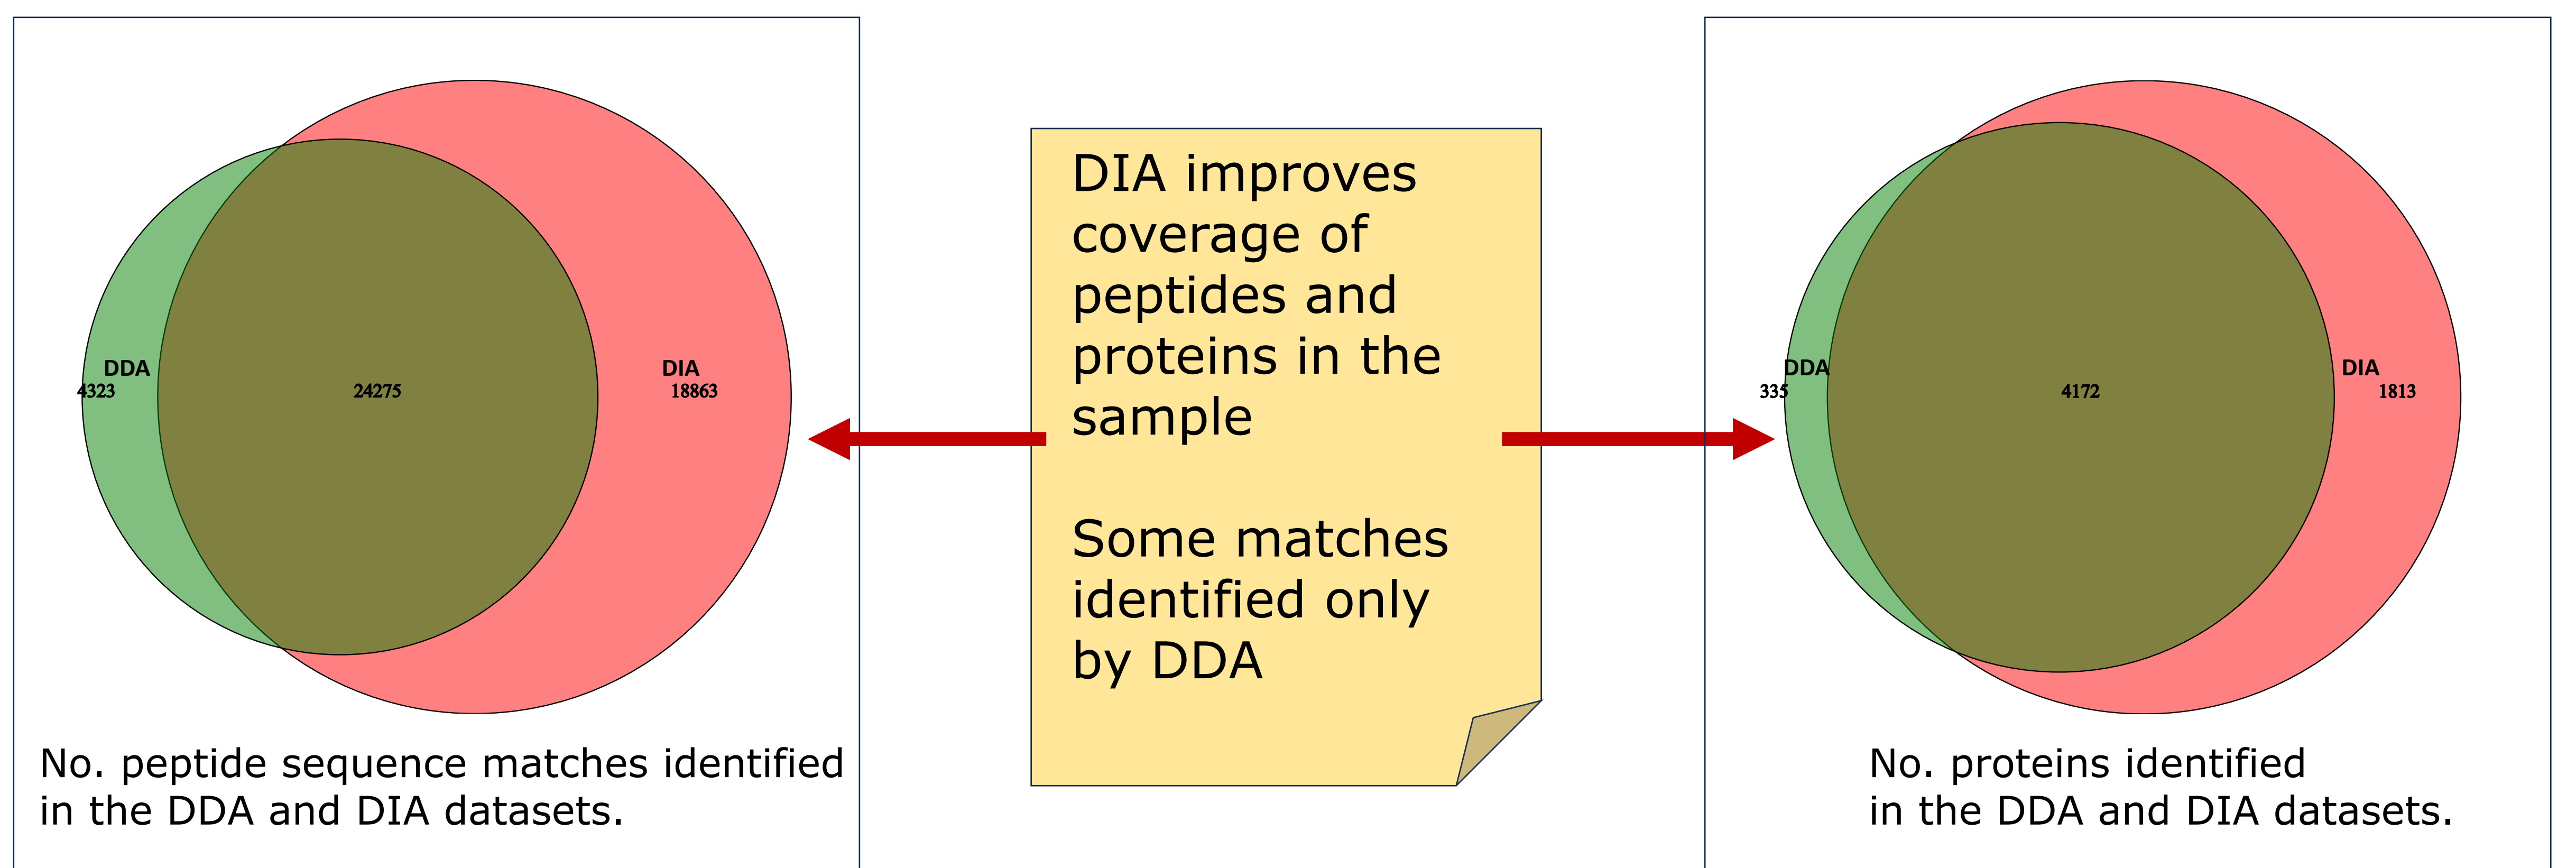 DDA
DIA
4323
24275
18863
No. peptide sequence matches identified
in the DDA and DIA datasets.
DIA improves
coverage of
peptides and
proteins in the
sample
Some matches
identified only
by DDA
DDA
DIA
335
4172
1813
No. proteins identified
in the DDA and DIA datasets.